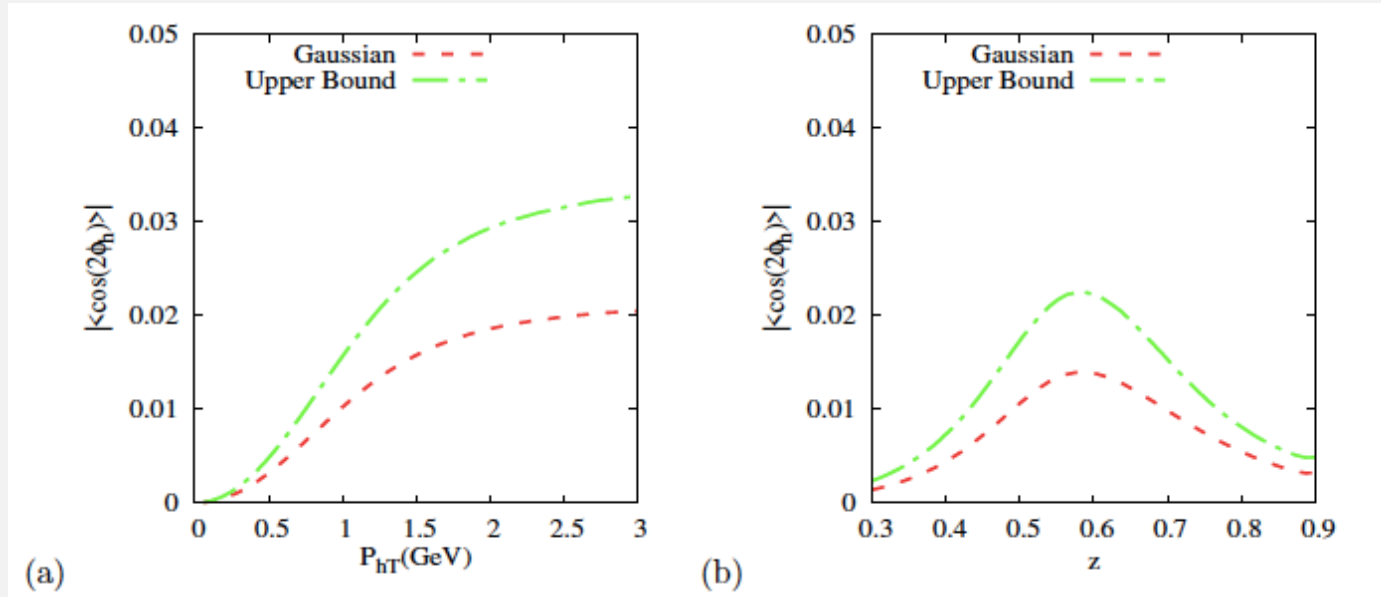 0.05
Gaussian
Upper Bound
0.04
0.03
0.02
0.01
0
|<cos(2ϕh)>|
0 0.5 1 1.5 2 2.5 3
PhT(GeV)
(a)
0.05
Gaussian
Upper Bound
0.04
0.03
0.02
0.01
0
|<cos(2ϕh)>|
0.3 0.4 0.5 0.6 0.7 0.8 0.9
z
(b)